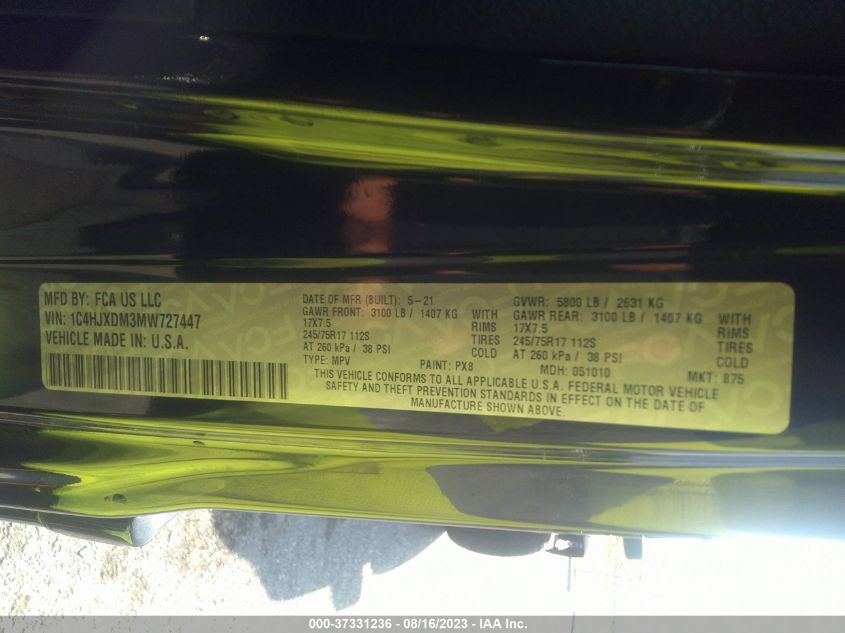 MFD BY: FCA US LLC
VIN: 1C4HJXDM3MW727447
VEHICLE MADE IN: U.S.A.
DATE OF MFR (BUILT): 5-21
GAWR FRONT: 3100 LB / 1407 KG WITH
17X7.5 RIMS
245/75R17 112S TIRES
AT 260 kPa / 38 PSI COLD
TYPE: MPV PAINT: PX8
GVWR: 5800 LB / 2631 KG
GAWR REAR: 3100 LB / 1407 KG WITH
17X7.5 RIMS
245/75R17 112S TIRES
AT 260 kPa / 38 PSI COLD
MDH: 051010 MKT: B75
THIS VEHICLE CONFORMS TO ALL APPLICABLE U.S.A. FEDERAL MOTOR VEHICLE
SAFETY AND THEFT PREVENTION STANDARDS IN EFFECT ON THE DATE OF
MANUFACTURE SHOWN ABOVE.
000-37331236 - 08/16/2023 - IAA Inc.